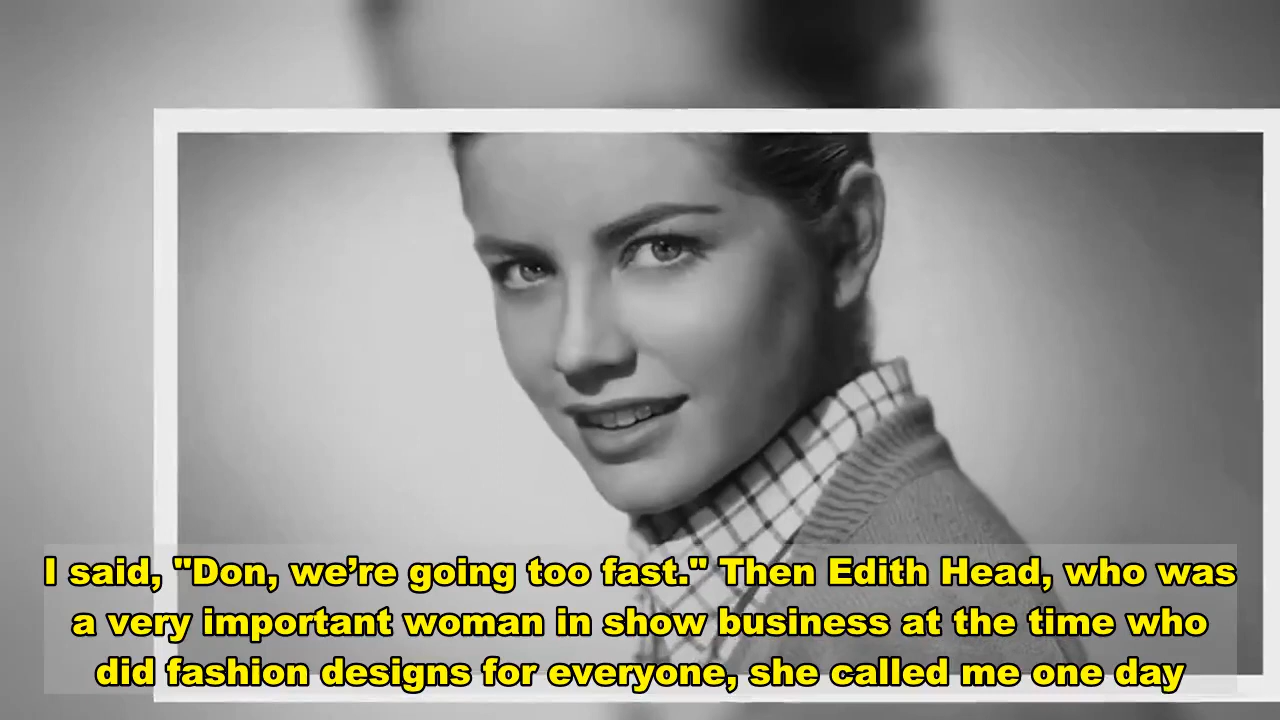 I said, "Don, we’re going too fast." Then Edith Head, who was
a very important woman in show business at the time who
did fashion designs for everyone, she called me one day